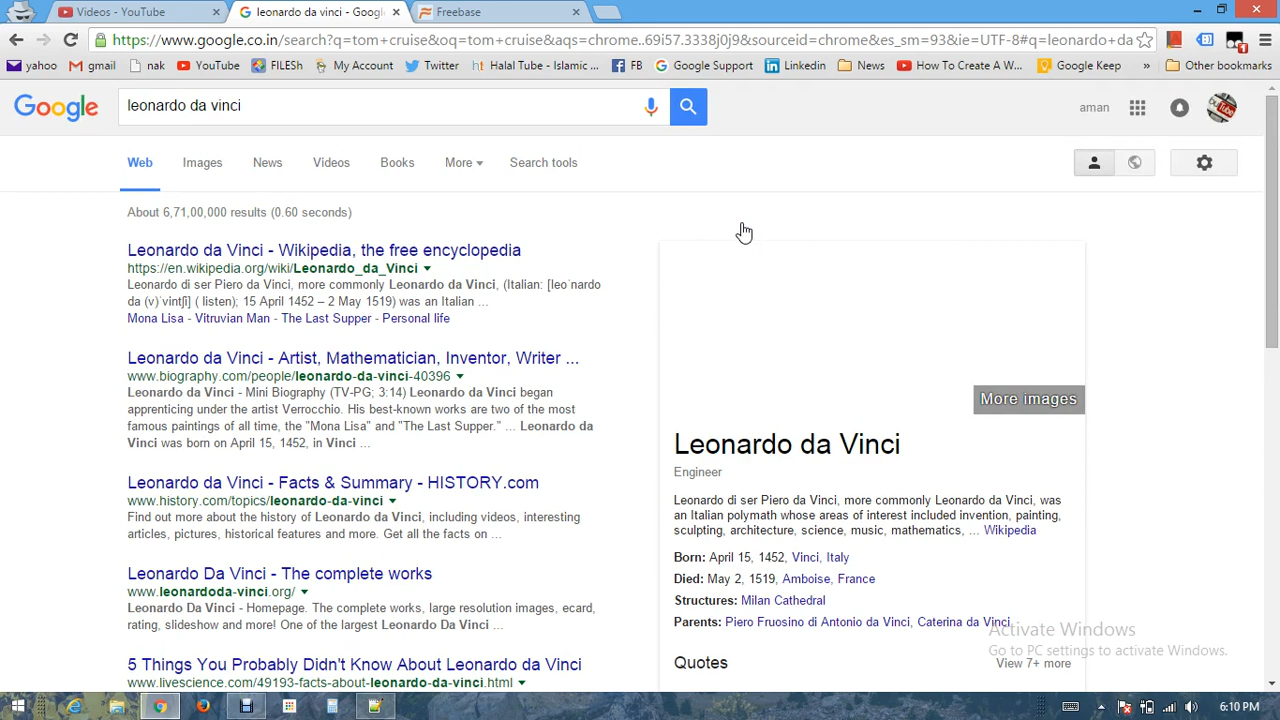 Videos - YouTube
leonardo da vinci - Googl
Freebase
https://www.google.co.in/search?q=tom+cruise&oq=tom+cruise&aqs=chrome..69i57.3338j0j9&sourceid=chrome&es_sm=93&ie=UTF-8#q=leonardo+da
yahoo
gmail
nak
YouTube
FILESh
My Account
Twitter
Halal Tube - Islamic ...
FB
Google Support
Linkedin
News
How To Create A W...
Google Keep
»
Other bookmarks
Google
leonardo da vinci
aman
Web
Images
News
Videos
Books
More
Search tools
About 6,71,00,000 results (0.60 seconds)
Leonardo da Vinci - Wikipedia, the free encyclopedia
https://en.wikipedia.org/wiki/Leonardo_da_Vinci
Leonardo di ser Piero da Vinci, more commonly Leonardo da Vinci, (Italian: [leoˈnardo
da (v)ˈvintʃi] ( listen); 15 April 1452 – 2 May 1519) was an Italian ...
Mona Lisa - Vitruvian Man - The Last Supper - Personal life
Leonardo da Vinci - Artist, Mathematician, Inventor, Writer ...
www.biography.com/people/leonardo-da-vinci-40396
Leonardo da Vinci - Mini Biography (TV-PG; 3:14) Leonardo da Vinci began
apprenticing under the artist Verrocchio. His best-known works are two of the most
famous paintings of all time, the "Mona Lisa" and "The Last Supper." ... Leonardo da
Vinci was born on April 15, 1452, in Vinci ...
Leonardo da Vinci - Facts & Summary - HISTORY.com
www.history.com/topics/leonardo-da-vinci
Find out more about the history of Leonardo da Vinci, including videos, interesting
articles, pictures, historical features and more. Get all the facts on ...
Leonardo Da Vinci - The complete works
www.leonardoda-vinci.org/
Leonardo Da Vinci - Homepage. The complete works, large resolution images, ecard,
rating, slideshow and more! One of the largest Leonardo Da Vinci ...
5 Things You Probably Didn't Know About Leonardo da Vinci
www.livescience.com/49193-facts-about-leonardo-da-vinci.html
More images
Leonardo da Vinci
Engineer
Leonardo di ser Piero da Vinci, more commonly Leonardo da Vinci, was
an Italian polymath whose areas of interest included invention, painting,
sculpting, architecture, science, music, mathematics, ... Wikipedia
Born: April 15, 1452, Vinci, Italy
Died: May 2, 1519, Amboise, France
Structures: Milan Cathedral
Parents: Piero Fruosino di Antonio da Vinci, Caterina da Vinci
Quotes
View 7+ more
Activate Windows
Go to PC settings to activate Windows.
6:10 PM